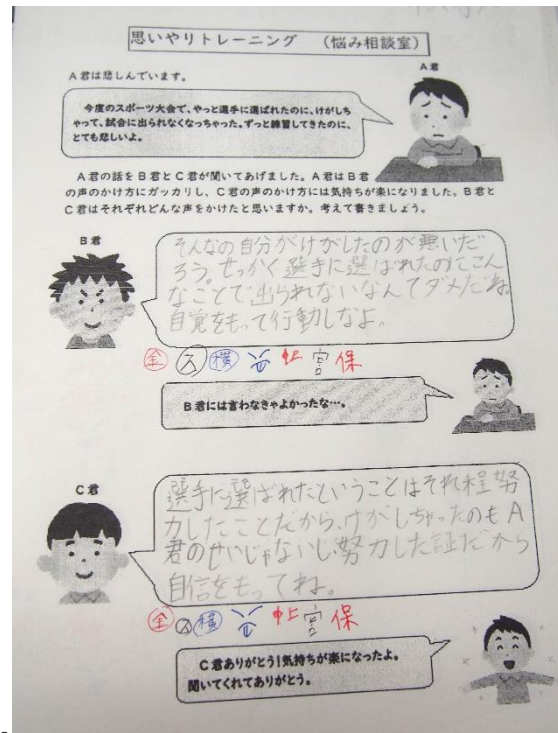 思いやりトレーニング （悩み相談室）
A君
A君は悲しんでいます。
今度のスポーツ大会で、やっと選手に選ばれたのに、けがしち
ゃって、試合に出られなくなっちゃった。ずっと練習してきたのに、
とても悲しいよ。
A君の話をB君とC君が聞いてあげました。A君はB君
の声のかけ方にガッカリし、C君の声のかけ方には気持ちが楽になりました。B君と
C君はそれぞれどんな声をかけたと思いますか。考えて書きましょう。
B君
そんなの自分がけがしたのが悪いだ
ろう。せっかく選手に選ばれたのにこん
なことで出られないなんてダメだね。
自覚をもって行動しなよ。
金 横 谷 宮 保
B君には言わなきゃよかったな…。
C君
選手に選ばれたということはそれ程努
力したことだから、けがしちゃったのもA
君のせいじゃないし努力した証だから
自信をもってね。
金 横 宮 保
C君ありがとう！気持ちが楽になったよ。
聞いてくれてありがとう。